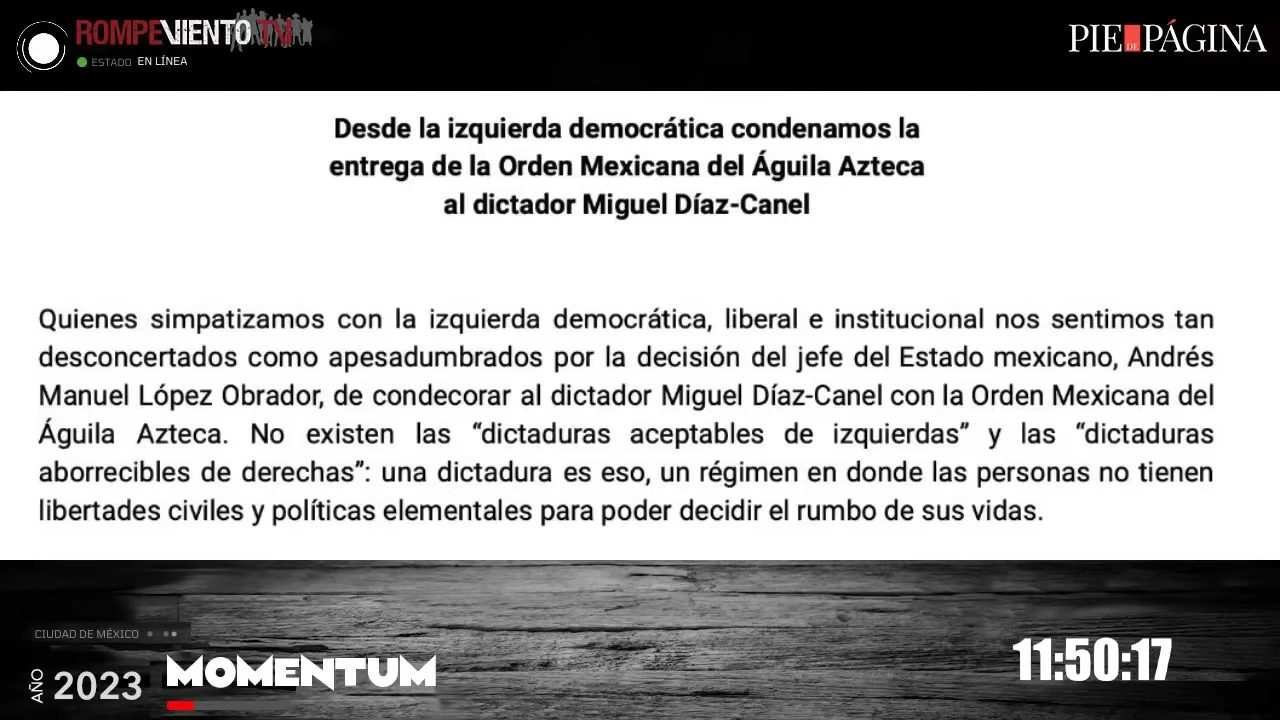 ROMPEVIENTO TV
ESTADO EN LÍNEA
PIE DE PÁGINA
Desde la izquierda democrática condenamos la
entrega de la Orden Mexicana del Águila Azteca
al dictador Miguel Díaz-Canel
Quienes simpatizamos con la izquierda democrática, liberal e institucional nos sentimos tan
desconcertados como apesadumbrados por la decisión del jefe del Estado mexicano, Andrés
Manuel López Obrador, de condecorar al dictador Miguel Díaz-Canel con la Orden Mexicana del
Águila Azteca. No existen las “dictaduras aceptables de izquierdas” y las “dictaduras
aborrecibles de derechas”: una dictadura es eso, un régimen en donde las personas no tienen
libertades civiles y políticas elementales para poder decidir el rumbo de sus vidas.
CIUDAD DE MÉXICO
AÑO 2023 MOMENTUM
11:50:17